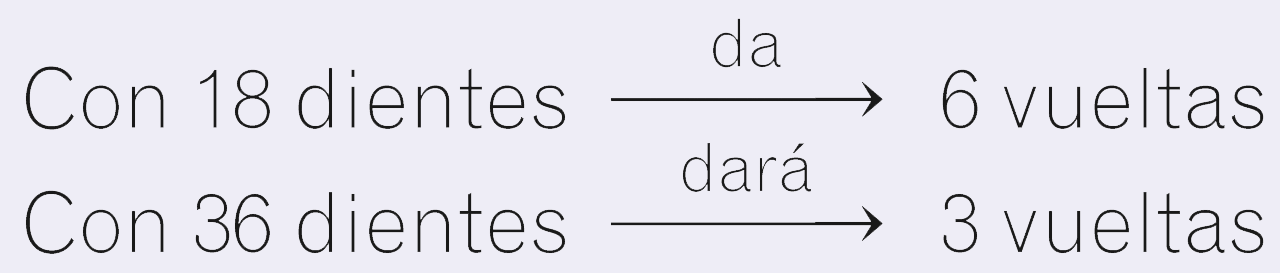 da
Con 18 dientes → 6 vueltas
dará
Con 36 dientes → 3 vueltas